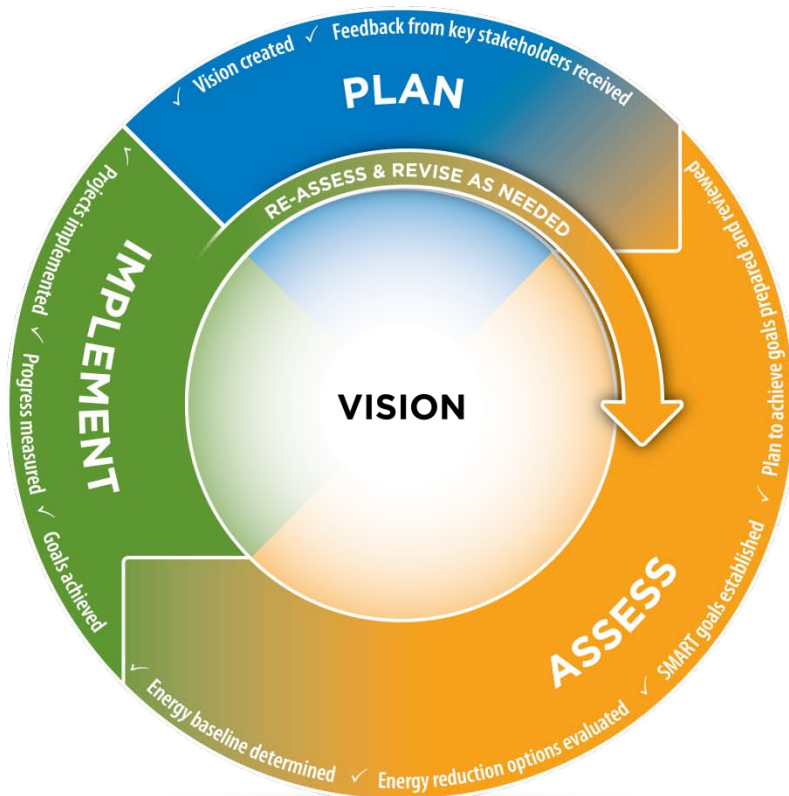 ✓ Vision created ✓ Feedback from key stakeholders received
PLAN
RE-ASSESS & REVISE AS NEEDED
✓ Plan to achieve goals prepared and reviewed
✓ SMART goals established
✓ Energy reduction options evaluated
✓ Energy baseline determined
ASSESS
✓ Projects implemented ✓ Progress measured ✓ Goals achieved
IMPLEMENT
VISION